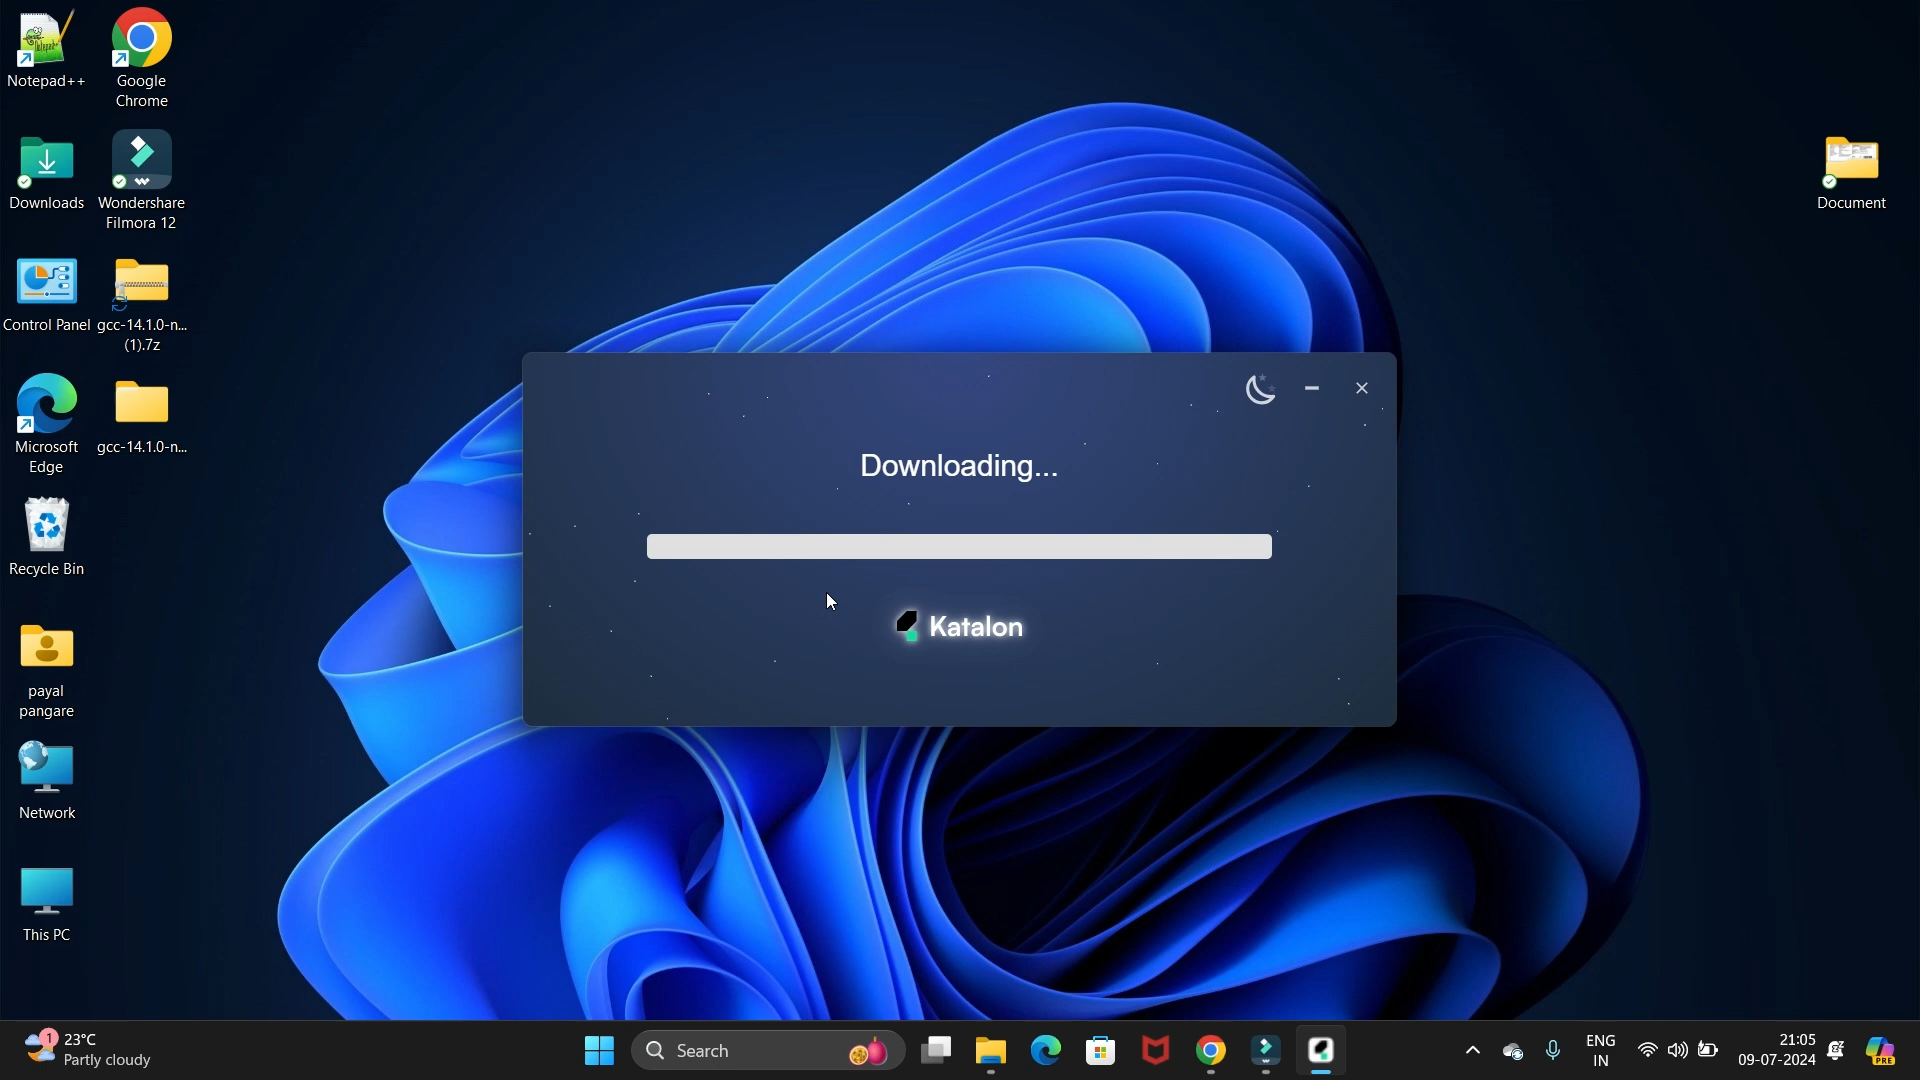 Notepad++
Google
Chrome
Downloads
Wondershare
Filmora 12
Control Panel
gcc-14.1.0-n...
(1).7z
Microsoft
Edge
gcc-14.1.0-n...
Recycle Bin
payal
pangare
Network
This PC
Document
Downloading...
Katalon
1
23°C
Partly cloudy
Search
ENG
IN
21:05
09-07-2024
PRE